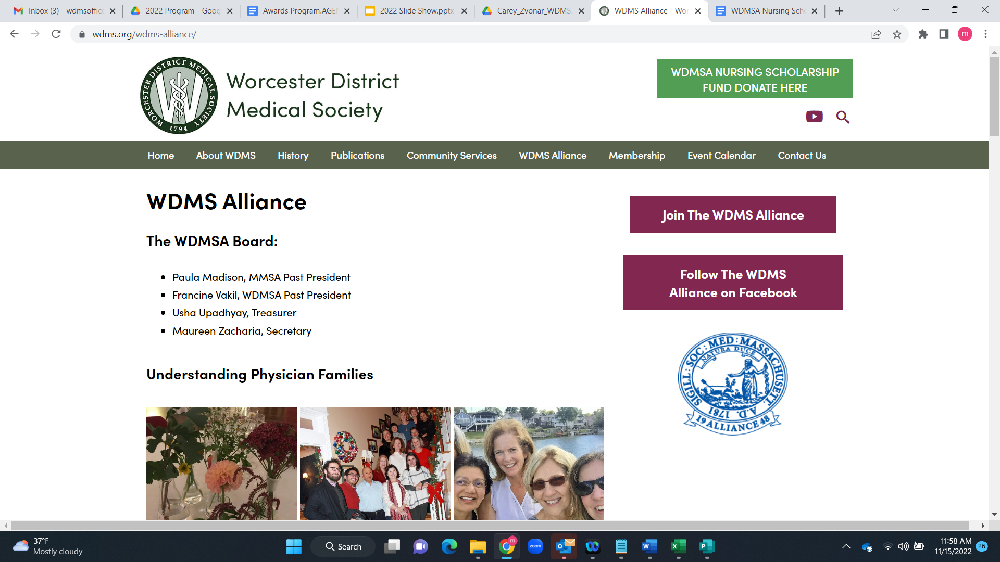 Inbox (3) - wdmsoffice
2022 Program - Goog
Awards Program.AGEN
2022 Slide Show.pptx
Carey_Zvonar_WDMS.
WDMS Alliance - Wor
WDMSA Nursing Scho
wdms.org/wdms-alliance/
m
WORCESTER DISTRICT MEDICAL SOCIETY
W
1794
Worcester District
Medical Society
WDMSA NURSING SCHOLARSHIP
FUND DONATE HERE
Home
About WDMS
History
Publications
Community Services
WDMS Alliance
Membership
Event Calendar
Contact Us
WDMS Alliance
The WDMSA Board:
• Paula Madison, MMSA Past President
• Francine Vakil, WDMSA Past President
• Usha Upadhyay, Treasurer
• Maureen Zacharia, Secretary
Understanding Physician Families
Join The WDMS Alliance
Follow The WDMS
Alliance on Facebook
SIGILL: SOC: MED: MASSACHUSETT.
NATURA DUCE
A.D. 1781.
19 ALLIANCE 48
37°F
Mostly cloudy
Search
m
zoom
11:58 AM
11/15/2022
26